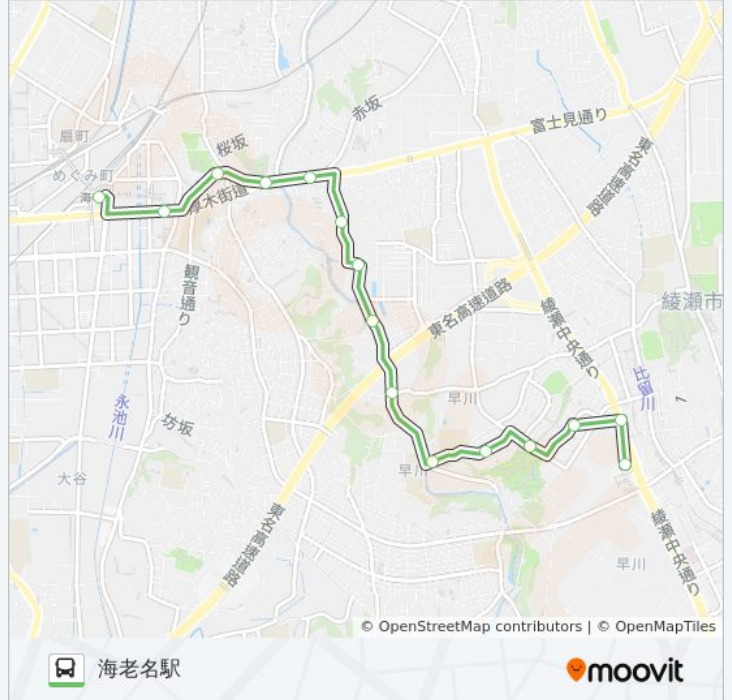 赤坂
富士見通り
桜坂
扇町
めぐみ町
海
厚木街道
東名高速道路
観音通り
綾瀬市
東名高速道路
綾瀬中央通り
比留川
永池川
坊坂
早川
大谷
早川
東名高速道路
綾瀬中央通り
早川
© OpenStreetMap contributors | © OpenMapTiles
海老名駅
moovit